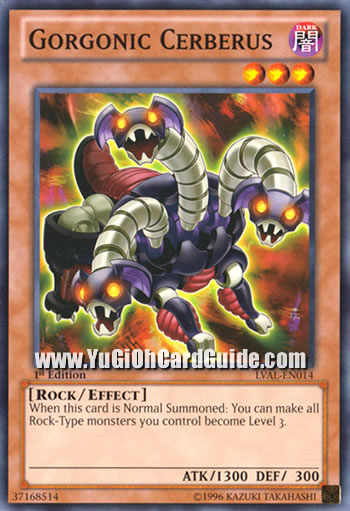 GORGONIC CERBERUS
DARK
闇
www.YuGiOhCardGuide.com
1st Edition
LVAL-EN014
[ROCK/EFFECT]
When this card is Normal Summoned: You can make all
Rock-Type monsters you control become Level 3.
ATK/1300 DEF/ 300
37168514
©1996 KAZUKI TAKAHASHI